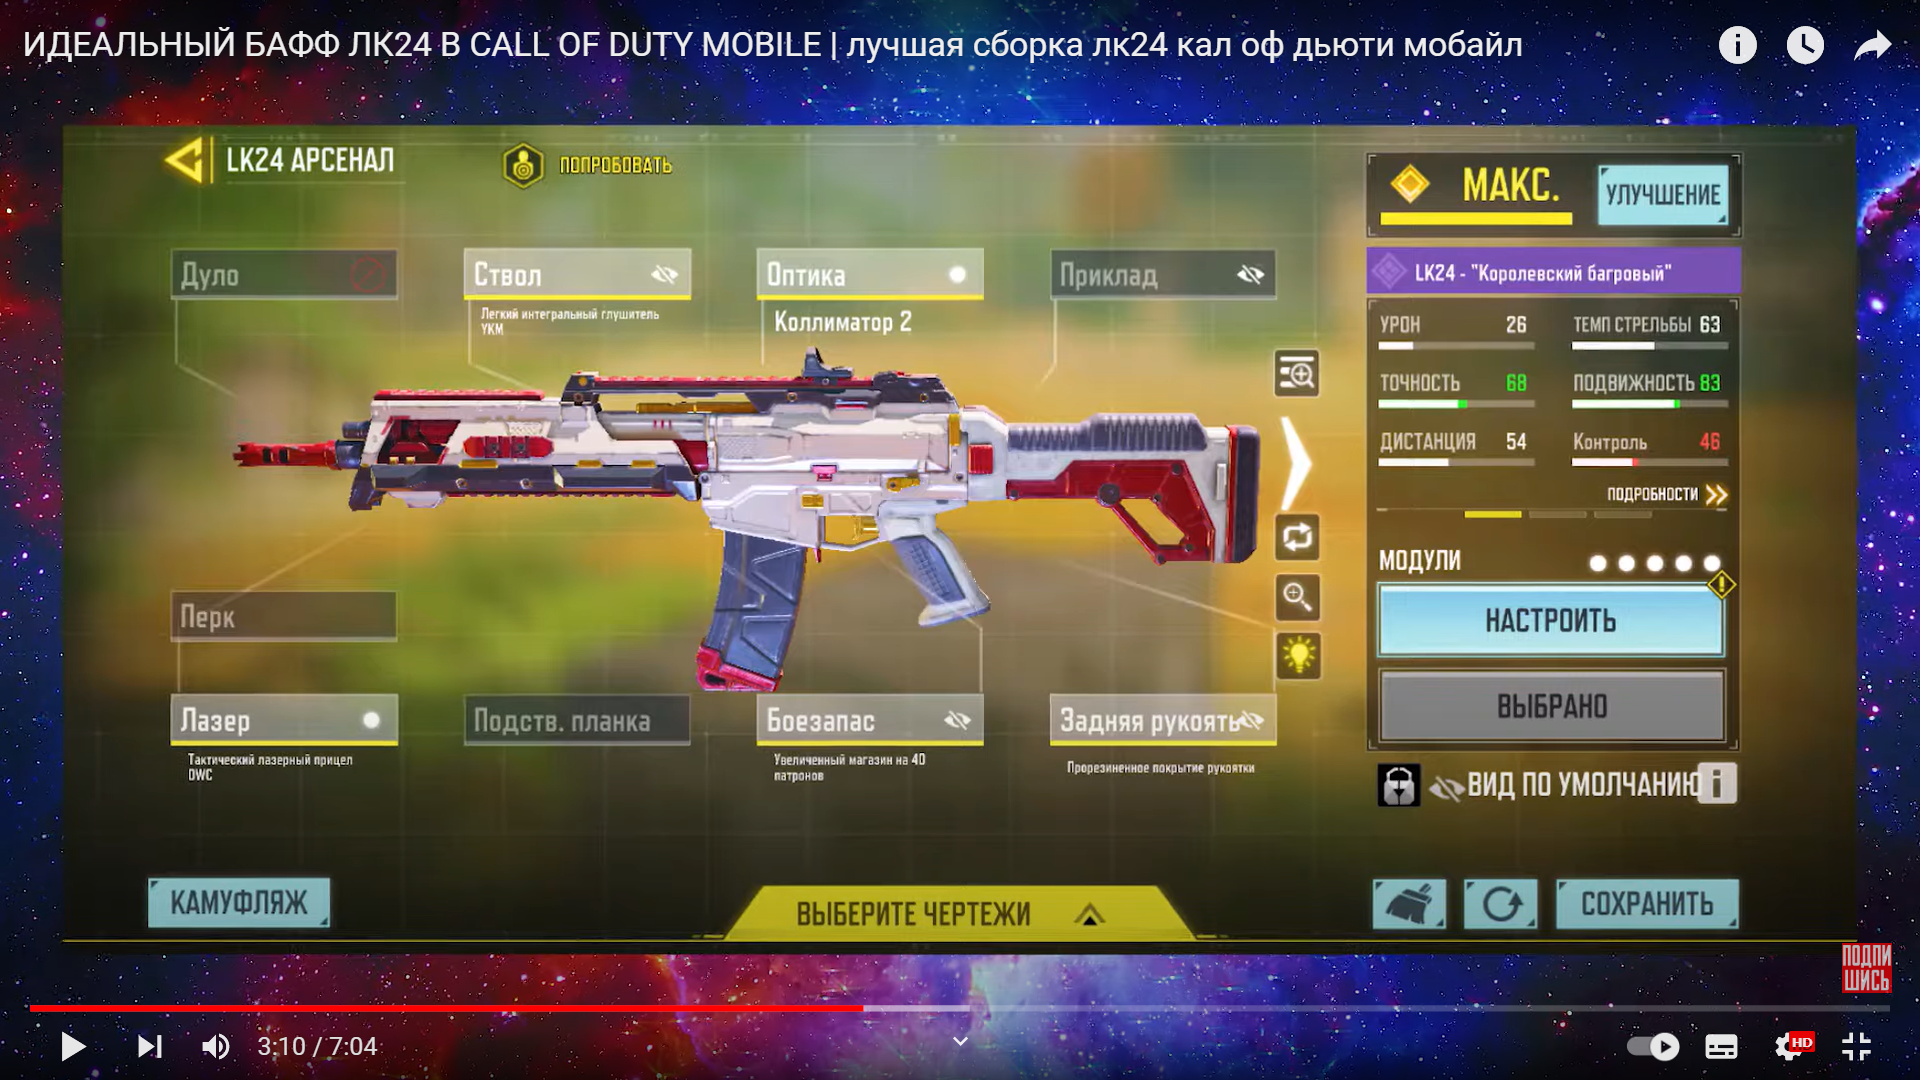 ИДЕАЛЬНЫЙ БАФФ ЛК24 В CALL OF DUTY MOBILE | лучшая сборка лк24 кал оф дьюти мобайл
LK24 АРСЕНАЛ
ПОПРОБОВАТЬ
МАКС.
УЛУЧШЕНИЕ
Дуло
Ствол
Оптика
Приклад
Легкий интегральный глушитель
YKM
Коллиматор 2
LK24 - "Королевский багровый"
УРОН 26
ТЕМП СТРЕЛЬБЫ 63
ТОЧНОСТЬ 68
ПОДВИЖНОСТЬ 83
ДИСТАНЦИЯ 54
Контроль 46
ПОДРОБНОСТИ
МОДУЛИ
НАСТРОИТЬ
ВЫБРАНО
Перк
Лазер
Подств. планка
Боезапас
Задняя рукоять
Тактический лазерный прицел
OWC
Увеличенный магазин на 40
патронов
Прорезиненное покрытие рукоятки
ВИД ПО УМОЛЧАНИЮ
i
КАМУФЛЯЖ
ВЫБЕРИТЕ ЧЕРТЕЖИ
СОХРАНИТЬ
ПОДПИ
ШИСЬ
3:10 / 7:04
HD